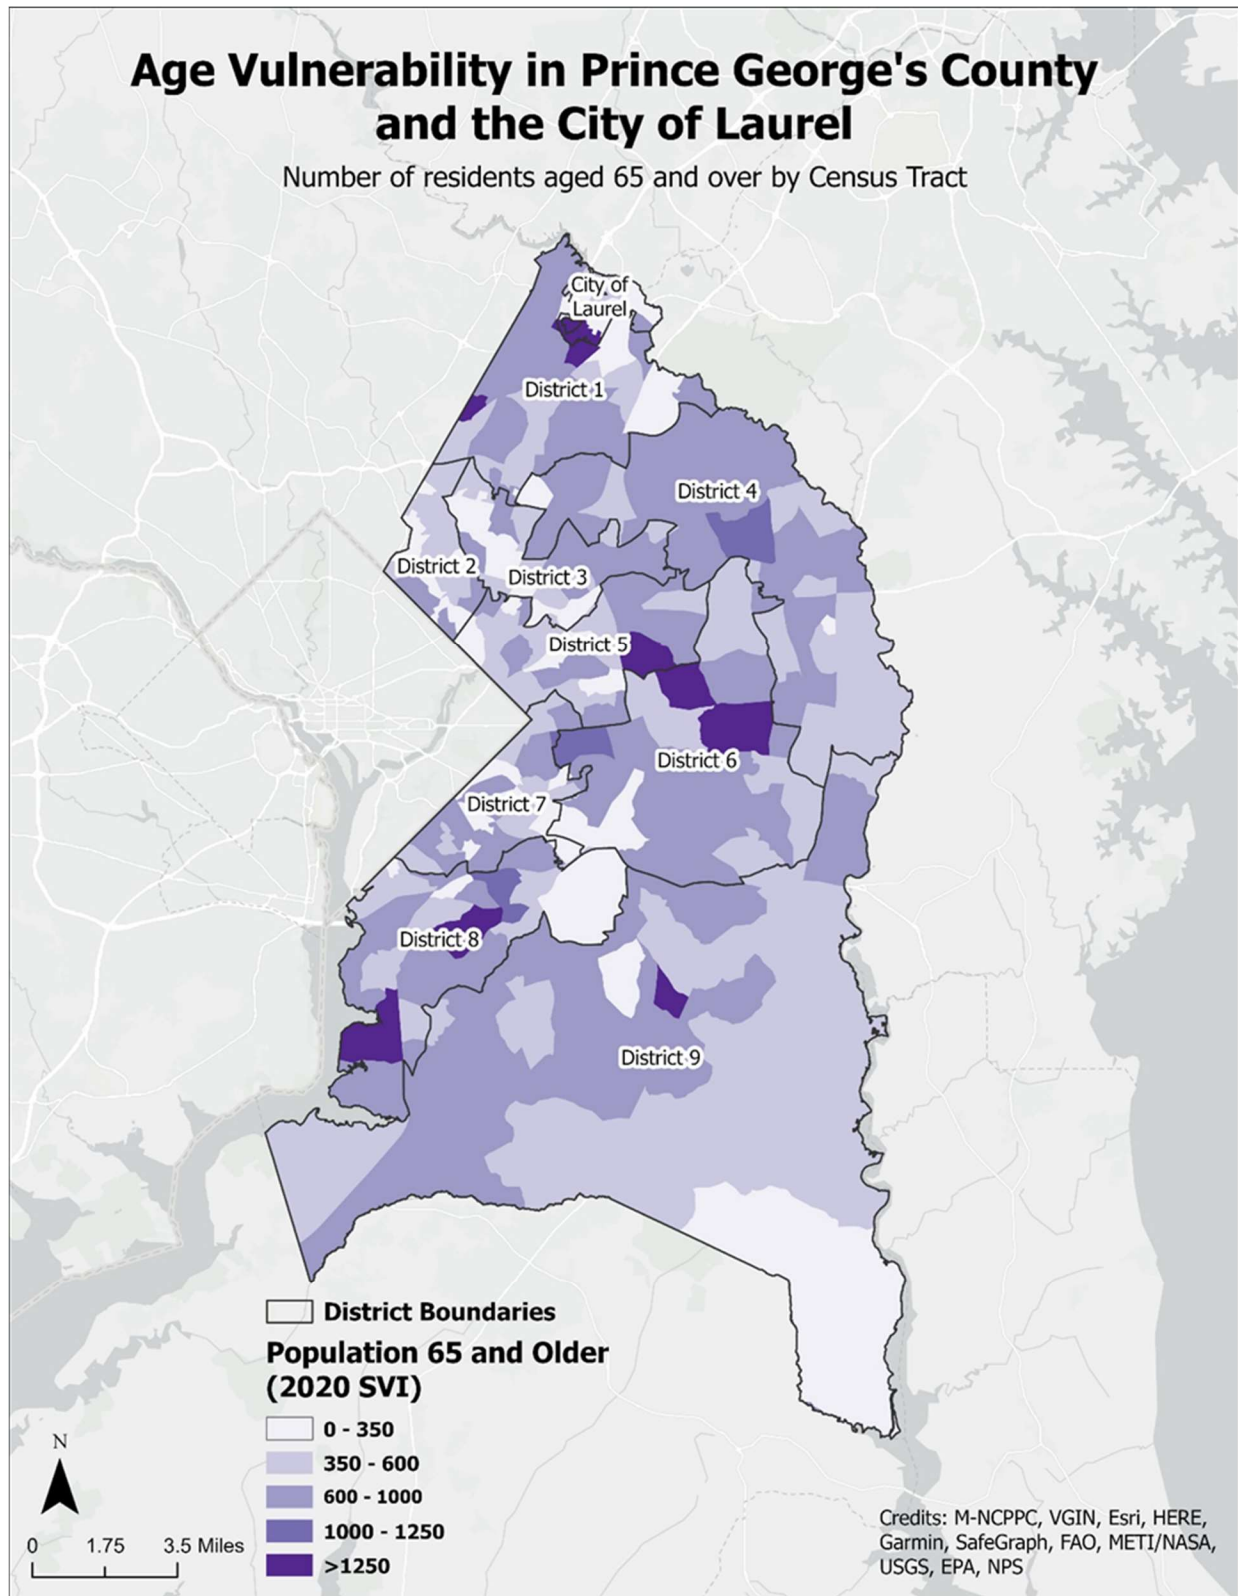 Age Vulnerability in Prince George's County
and the City of Laurel
Number of residents aged 65 and over by Census Tract
City of
Laurel
District 1
District 4
District 2
District 3
District 5
District 6
District 7
District 8
District 9
District Boundaries
Population 65 and Older
(2020 SVI)
0 - 350
350 - 600
600 - 1000
1000 - 1250
>1250
N
0 1.75 3.5 Miles
Credits: M-NCPPC, VGIN, Esri, HERE,
Garmin, SafeGraph, FAO, METI/NASA,
USGS, EPA, NPS